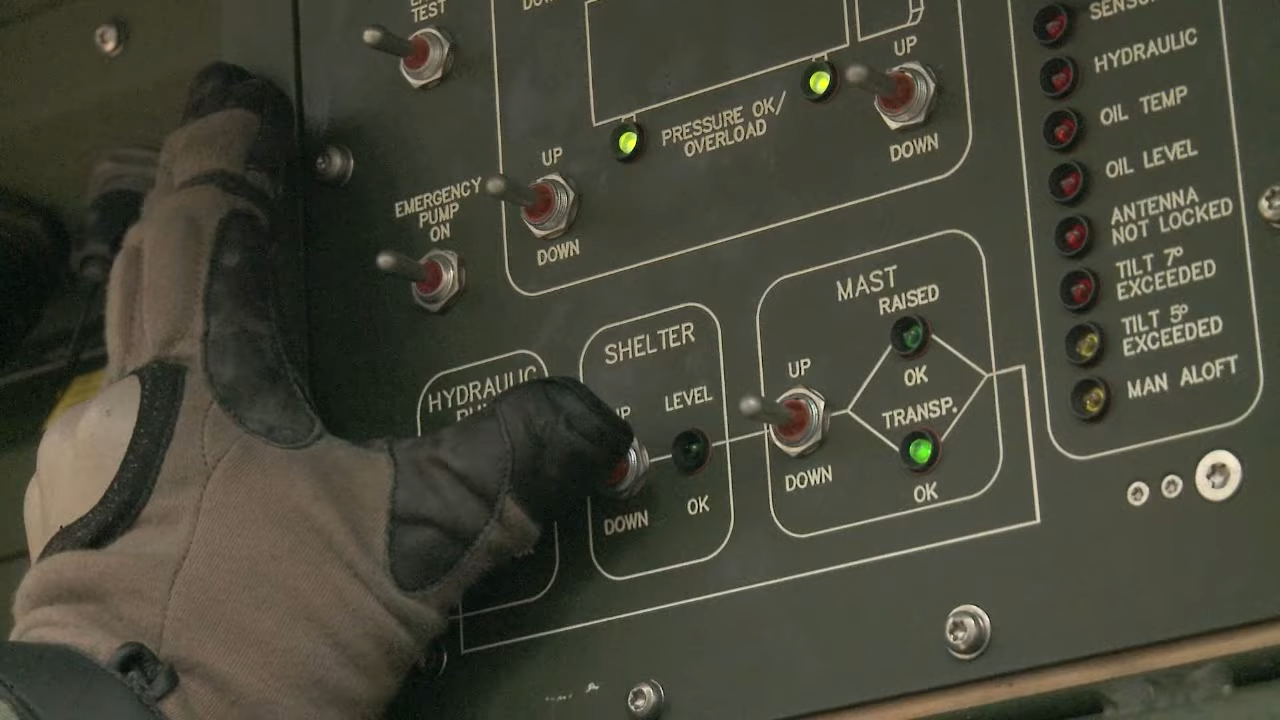 TEST
UP
PRESSURE OK/
OVERLOAD
DOWN
UP
DOWN
EMERGENCY
PUMP
ON
HYDRAULIC
SHELTER
LEVEL
DOWN
OK
MAST
RAISED
UP
OK
TRANSP.
DOWN
OK
HYDRAULIC
OIL TEMP
OIL LEVEL
ANTENNA
NOT LOCKED
TILT 7°
EXCEEDED
TILT 5°
EXCEEDED
MAN ALOFT